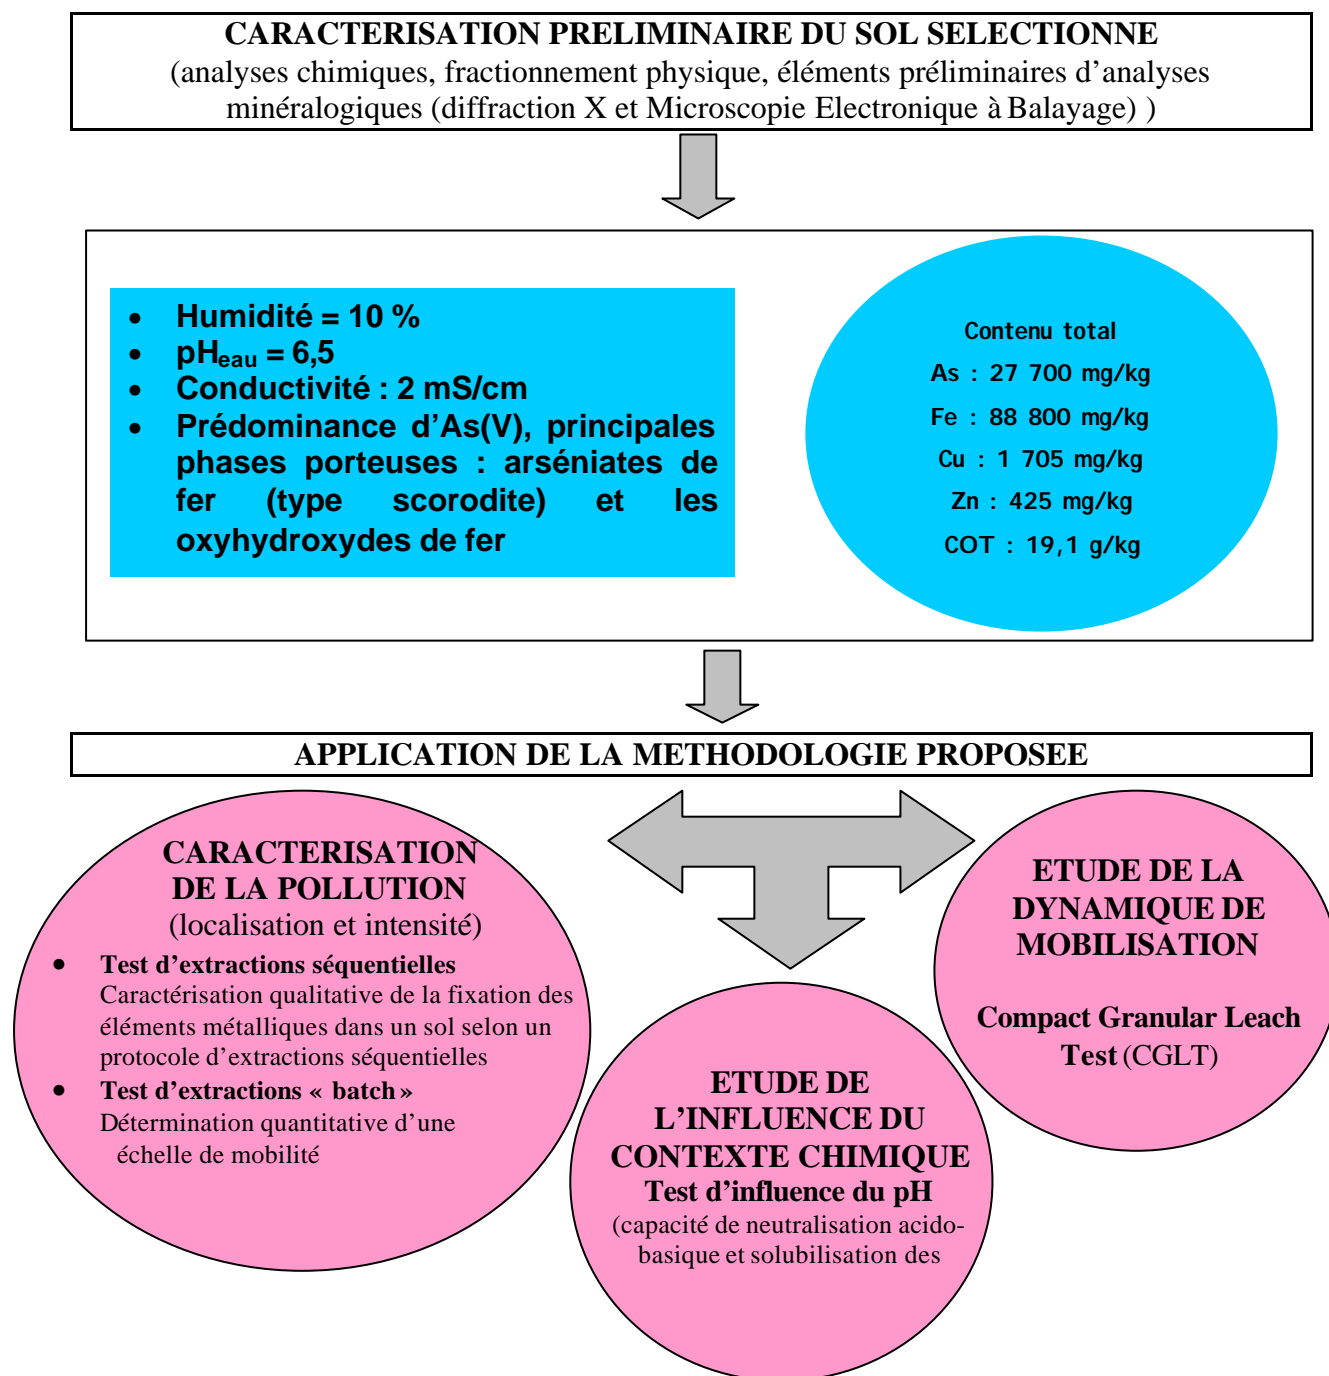 CARACTERISATION PRELIMINAIRE DU SOL SELECTIONNE
(analyses chimiques, fractionnement physique, éléments préliminaires d’analyses
minéralogiques (diffraction X et Microscopie Electronique à Balayage) )
• Humidité = 10 %
• pHeau = 6,5
• Conductivité : 2 mS/cm
• Prédominance d’As(V), principales
phases porteuses : arséniates de
fer (type scorodite) et les
oxyhydroxydes de fer
Contenu total
As : 27 700 mg/kg
Fe : 88 800 mg/kg
Cu : 1 705 mg/kg
Zn : 425 mg/kg
COT : 19,1 g/kg
APPLICATION DE LA METHODOLOGIE PROPOSEE
CARACTERISATION
DE LA POLLUTION
(localisation et intensité)
• Test d’extractions séquentielles
Caractérisation qualitative de la fixation des
éléments métalliques dans un sol selon un
protocole d’extractions séquentielles
• Test d’extractions « batch »
Détermination quantitative d’une
échelle de mobilité
ETUDE DE
L’INFLUENCE DU
CONTEXTE CHIMIQUE
Test d’influence du pH
(capacité de neutralisation acido-
basique et solubilisation des
ETUDE DE LA
DYNAMIQUE DE
MOBILISATION
Compact Granular Leach
Test (CGLT)